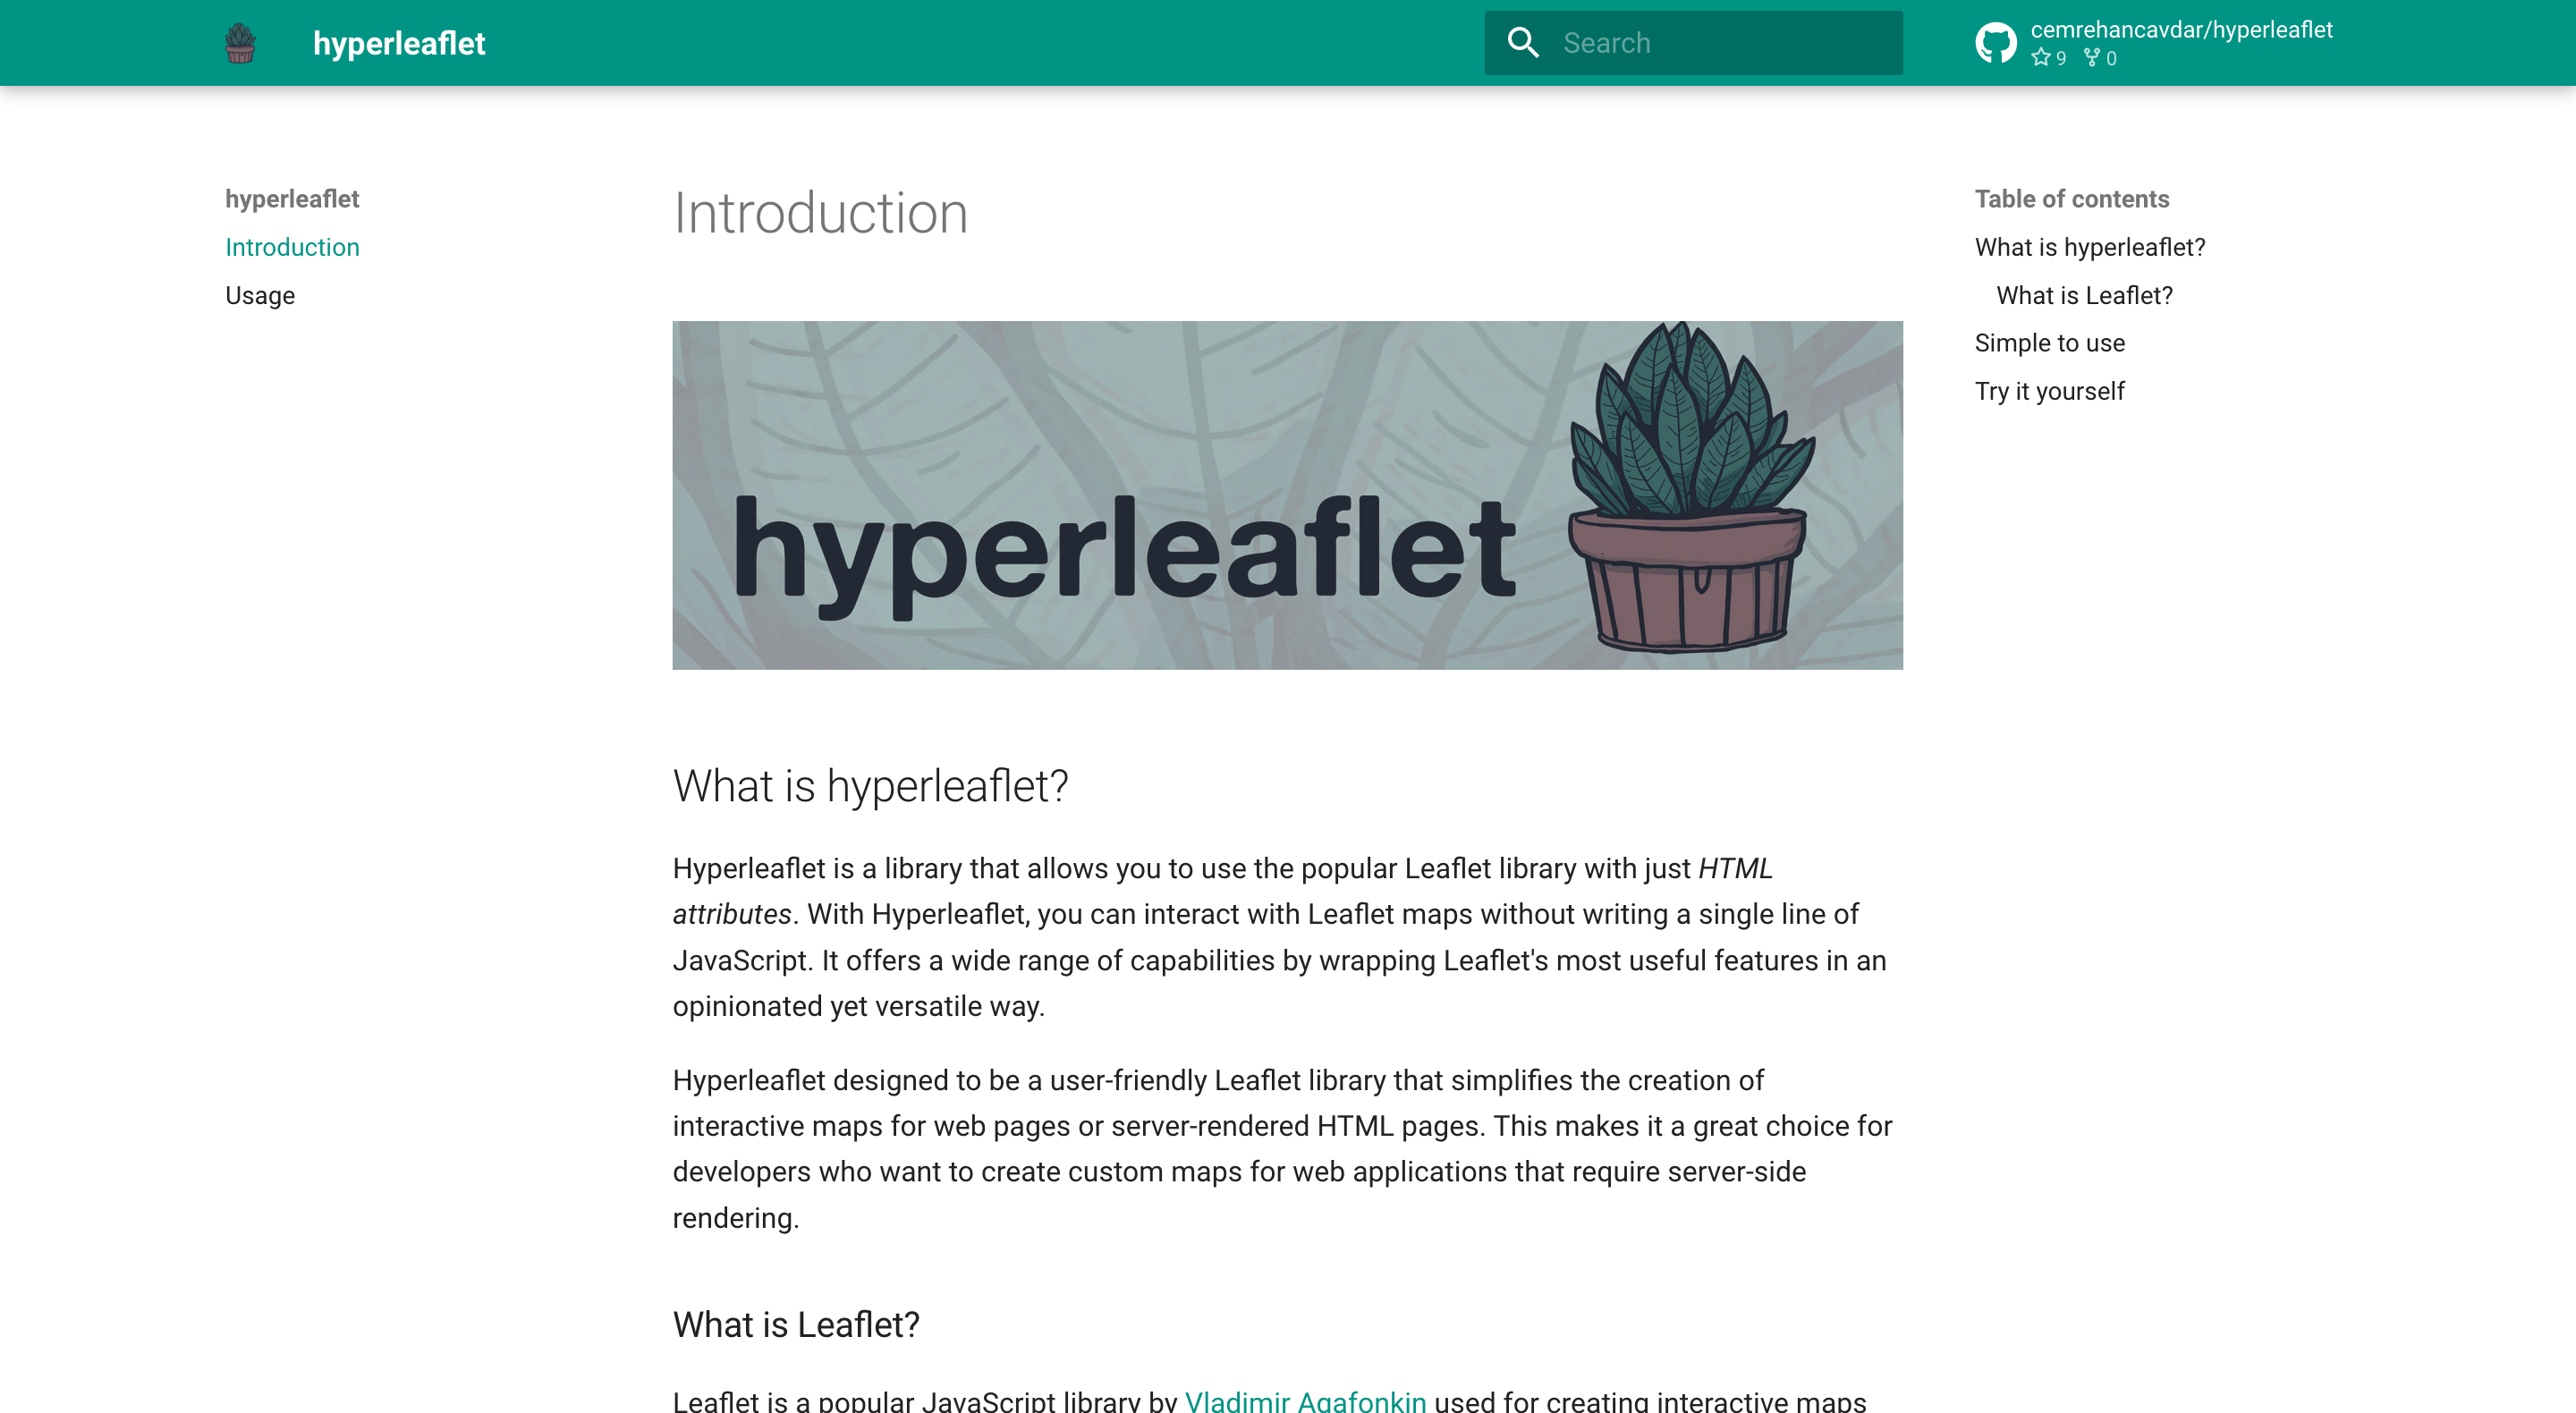 hyperleaflet
Search
cemrehancavdar/hyperleaflet
9 0
hyperleaflet
Introduction
Usage
Introduction
hyperleaflet
What is hyperleaflet?
Hyperleaflet is a library that allows you to use the popular Leaflet library with just HTML
attributes. With Hyperleaflet, you can interact with Leaflet maps without writing a single line of
JavaScript. It offers a wide range of capabilities by wrapping Leaflet's most useful features in an
opinionated yet versatile way.
Hyperleaflet designed to be a user-friendly Leaflet library that simplifies the creation of
interactive maps for web pages or server-rendered HTML pages. This makes it a great choice for
developers who want to create custom maps for web applications that require server-side
rendering.
What is Leaflet?
Leaflet is a popular JavaScript library by Vladimir Agafonkin used for creating interactive maps
Table of contents
What is hyperleaflet?
What is Leaflet?
Simple to use
Try it yourself